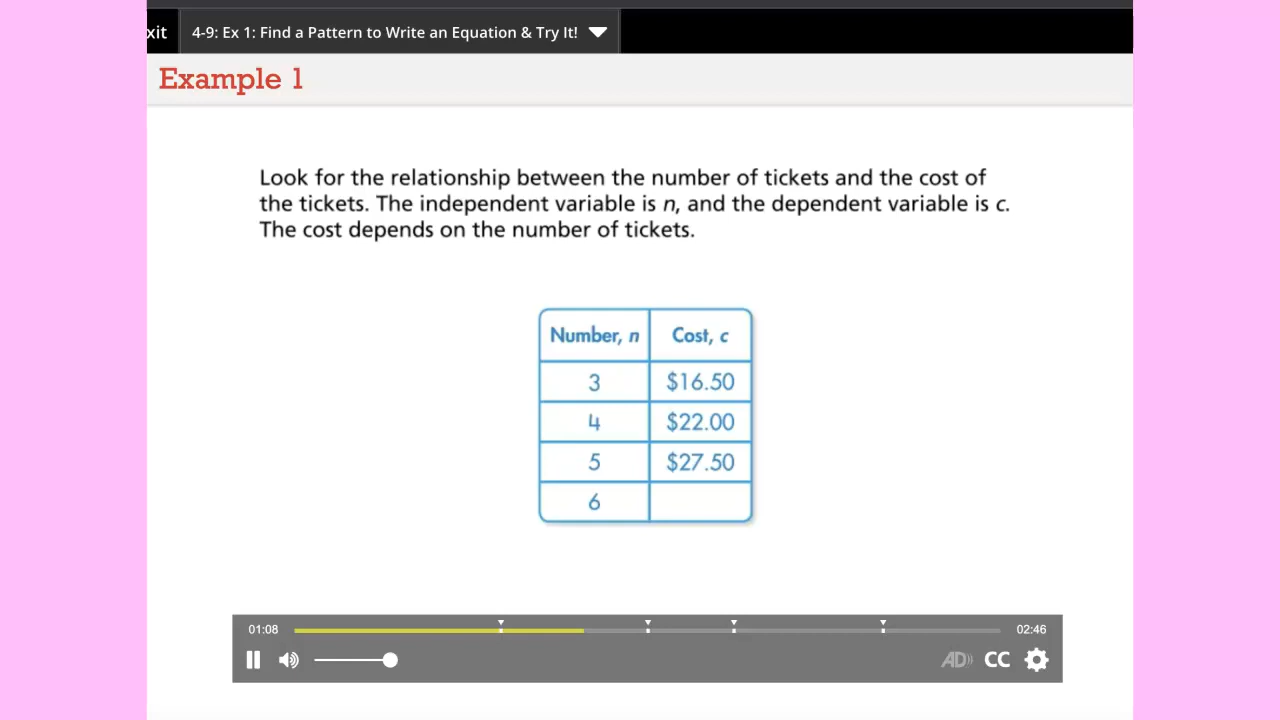 xit
4-9: Ex 1: Find a Pattern to Write an Equation & Try It!
Example 1
Look for the relationship between the number of tickets and the cost of
the tickets. The independent variable is n, and the dependent variable is c.
The cost depends on the number of tickets.
Number, n Cost, c
3 $16.50
4 $22.00
5 $27.50
6
01:08 02:46
AD CC